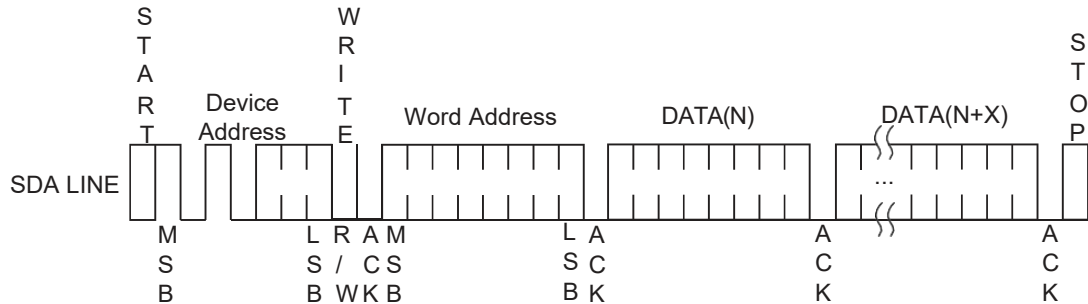 START
WRITE
STOP
Device
Address
Word Address
DATA(N)
DATA(N+X)
SDA LINE
...
MSB
LSB
R/W
ACK
MSB
LSB
ACK
ACK
ACK